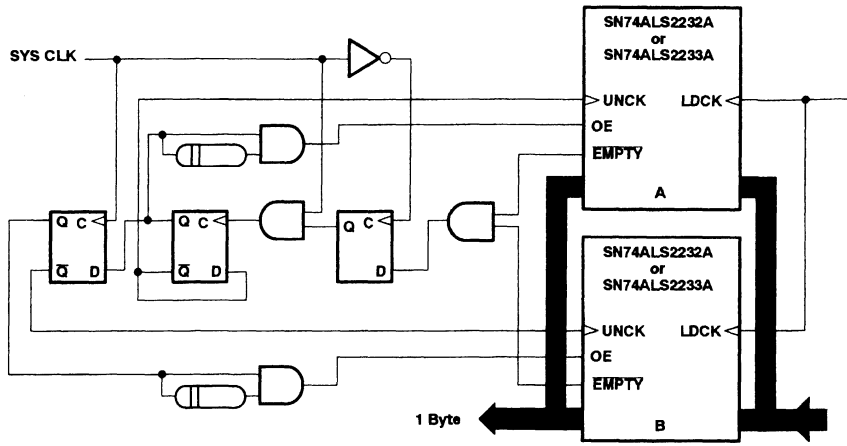 SYS CLK
SN74ALS2232A
or
SN74ALS2233A
UNCK
LDCK
OE
EMPTY
A
Q
C
Q
D
Q
C
Q
D
Q
C
D
SN74ALS2232A
or
SN74ALS2233A
UNCK
LDCK
OE
EMPTY
B
1 Byte